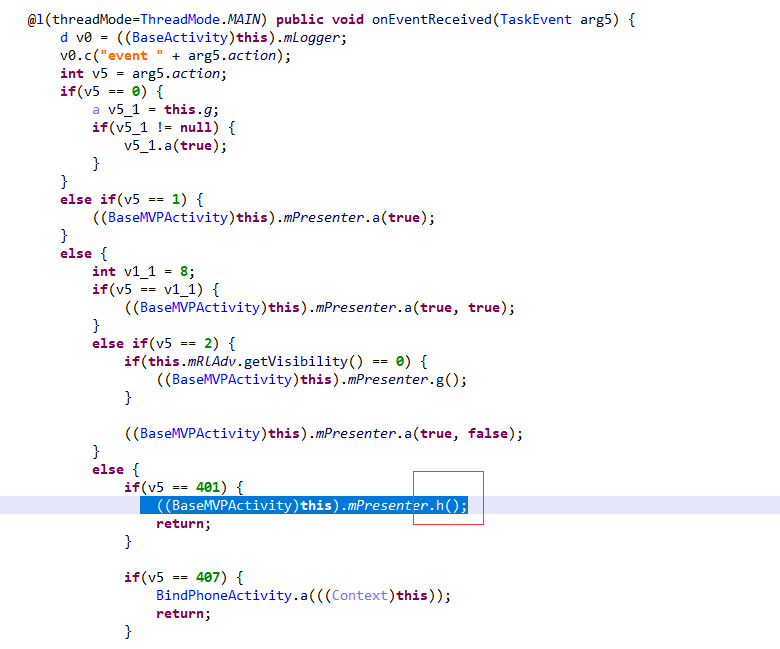 @l(threadMode=ThreadMode.MAIN) public void onEventReceived(TaskEvent arg5) {
    d v0 = ((BaseActivity)this).mLogger;
    v0.c("event " + arg5.action);
    int v5 = arg5.action;
    if(v5 == 0) {
        a v5_1 = this.g;
        if(v5_1 != null) {
            v5_1.a(true);
        }
    }
    else if(v5 == 1) {
        ((BaseMVPActivity)this).mPresenter.a(true);
    }
    else {
        int v1_1 = 8;
        if(v5 == v1_1) {
            ((BaseMVPActivity)this).mPresenter.a(true, true);
        }
        else if(v5 == 2) {
            if(this.mRLAdv.getVisibility() == 0) {
                ((BaseMVPActivity)this).mPresenter.g();
            }

            ((BaseMVPActivity)this).mPresenter.a(true, false);
        }
        else {
            if(v5 == 401) {
                ((BaseMVPActivity)this).mPresenter.h();
                return;
            }

            if(v5 == 407) {
                BindPhoneActivity.a(((Context)this));
                return;
            }